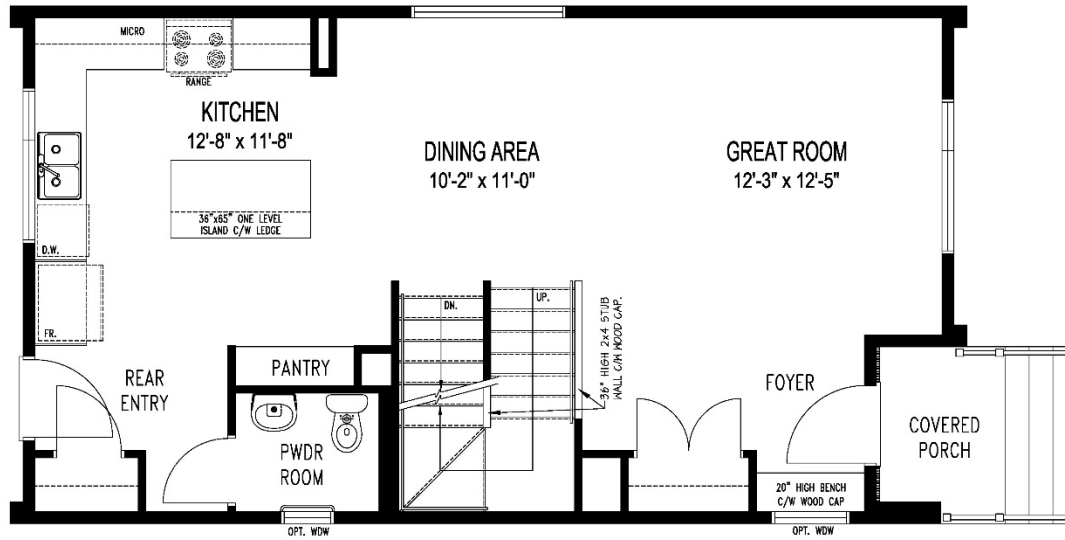 MICRO
RANGE
KITCHEN
12'-8" x 11'-8"
DINING AREA
10'-2" x 11'-0"
GREAT ROOM
12'-3" x 12'-5"
36"x65" ONE LEVEL
ISLAND C/W LEDGE
D.W.
FR.
DN.
UP.
36" HIGH 2x4 STUB
WALL C/W WOOD CAP.
PANTRY
REAR
ENTRY
PWDR
ROOM
FOYER
COVERED
PORCH
20" HIGH BENCH
C/W WOOD CAP
OPT. WDW
OPT. WDW